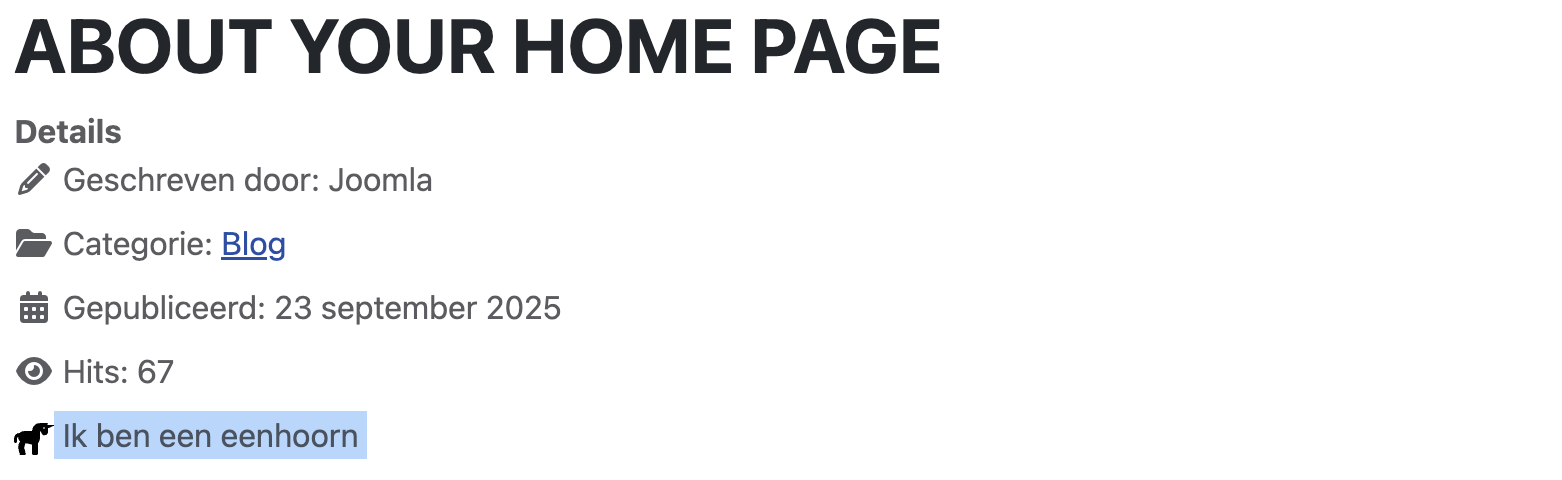 ABOUT YOUR HOME PAGE
Details
Geschreven door: Joomla
Categorie: Blog
Gepubliceerd: 23 september 2025
Hits: 67
Ik ben een eenhoorn